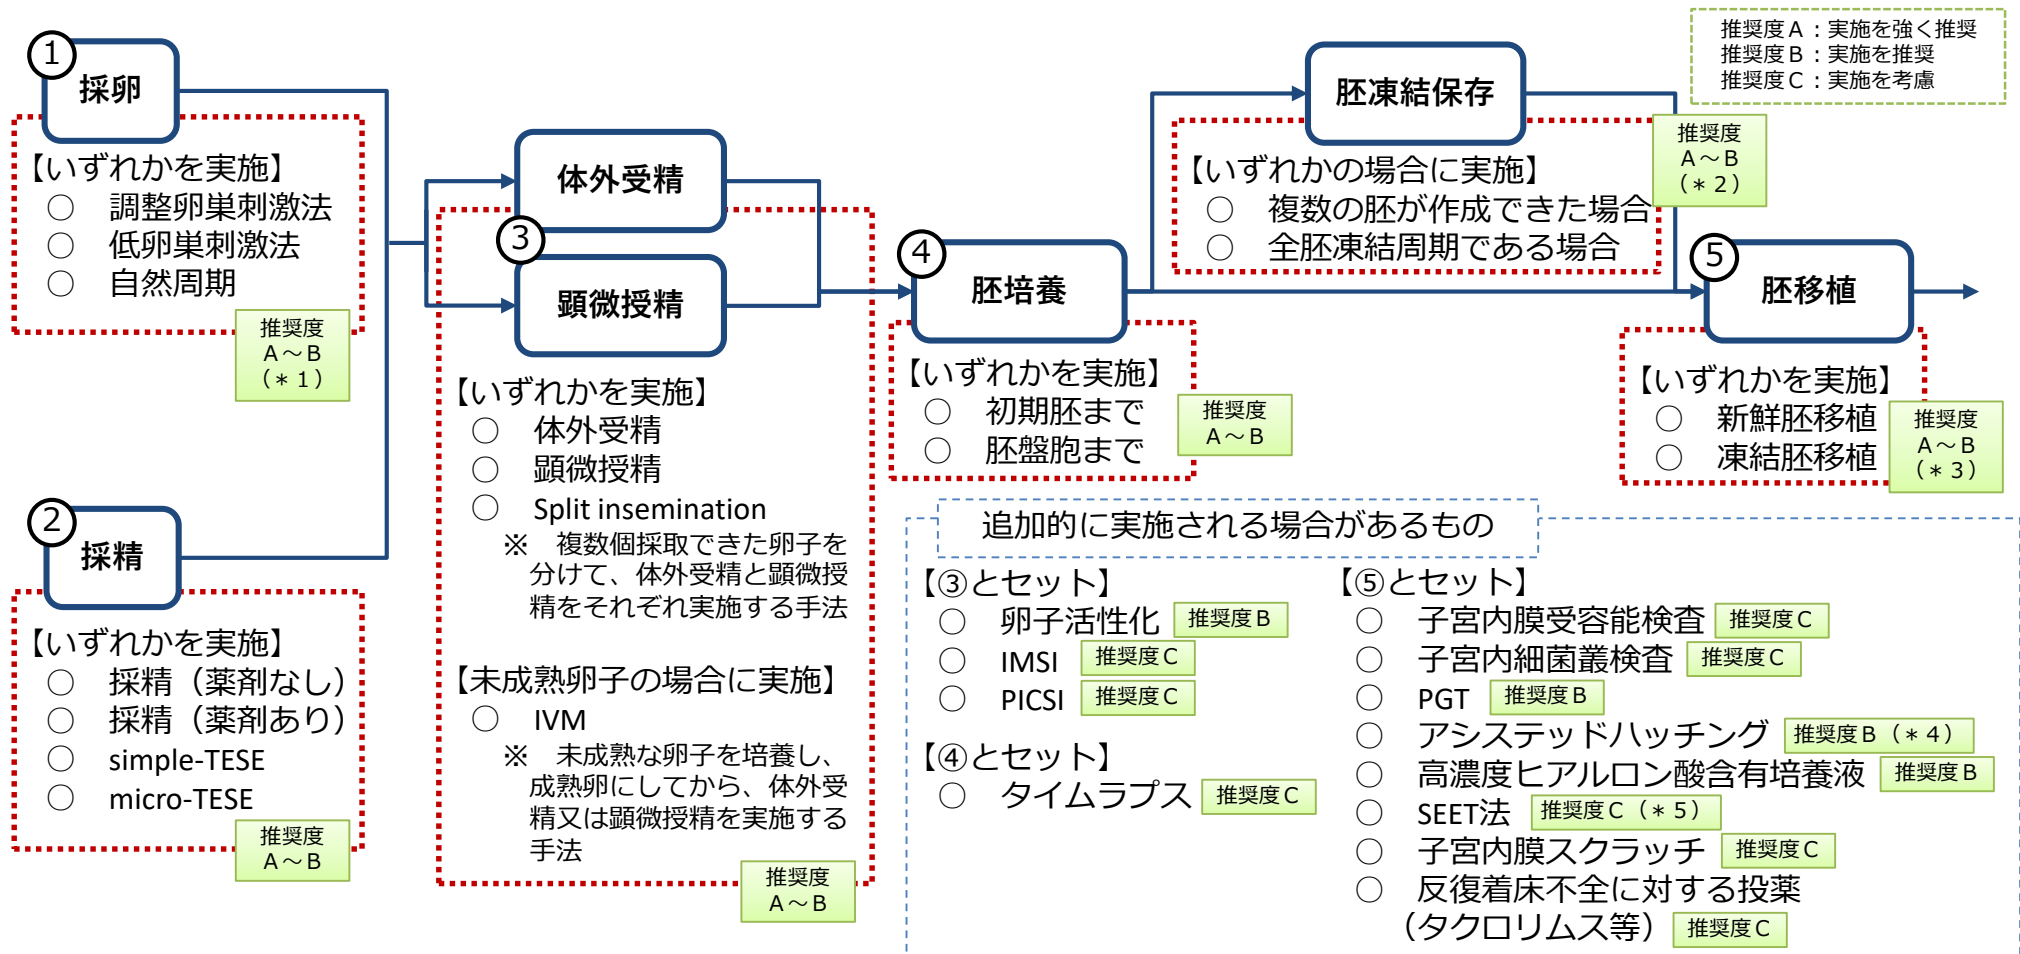 推奨度A：実施を強く推奨
推奨度B：実施を推奨
推奨度C：実施を考慮
①
採卵
【いずれかを実施】
○ 調整卵巣刺激法
○ 低卵巣刺激法
○ 自然周期
推奨度
A～B
（＊１）
②
採精
【いずれかを実施】
○ 採精（薬剤なし）
○ 採精（薬剤あり）
○ simple-TESE
○ micro-TESE
推奨度
A～B
体外受精
③
顕微授精
【いずれかを実施】
○ 体外受精
○ 顕微授精
○ Split insemination
※ 複数個採取できた卵子を
分けて、体外受精と顕微授
精をそれぞれ実施する手法
【未成熟卵子の場合に実施】
○ IVM
※ 未成熟な卵子を培養し、
成熟卵にしてから、体外受
精又は顕微授精を実施する
手法
推奨度
A～B
④
胚培養
【いずれかを実施】
○ 初期胚まで
○ 胚盤胞まで
推奨度
A～B
胚凍結保存
【いずれかの場合に実施】
○ 複数の胚が作成できた場合
○ 全胚凍結周期である場合
推奨度
A～B
（＊２）
⑤
胚移植
【いずれかを実施】
○ 新鮮胚移植
○ 凍結胚移植
推奨度
A～B
（＊３）
追加的に実施される場合があるもの
【③とセット】
○ 卵子活性化 推奨度B
○ IMSI 推奨度C
○ PICSI 推奨度C
【④とセット】
○ タイムラプス 推奨度C
【⑤とセット】
○ 子宮内膜受容能検査 推奨度C
○ 子宮内細菌叢検査 推奨度C
○ PGT 推奨度B
○ アシステッドハッチング 推奨度B（＊４）
○ 高濃度ヒアルロン酸含有培養液 推奨度B
○ SEET法 推奨度C（＊５）
○ 子宮内膜スクラッチ 推奨度C
○ 反復着床不全に対する投薬
（タクロリムス等） 推奨度C